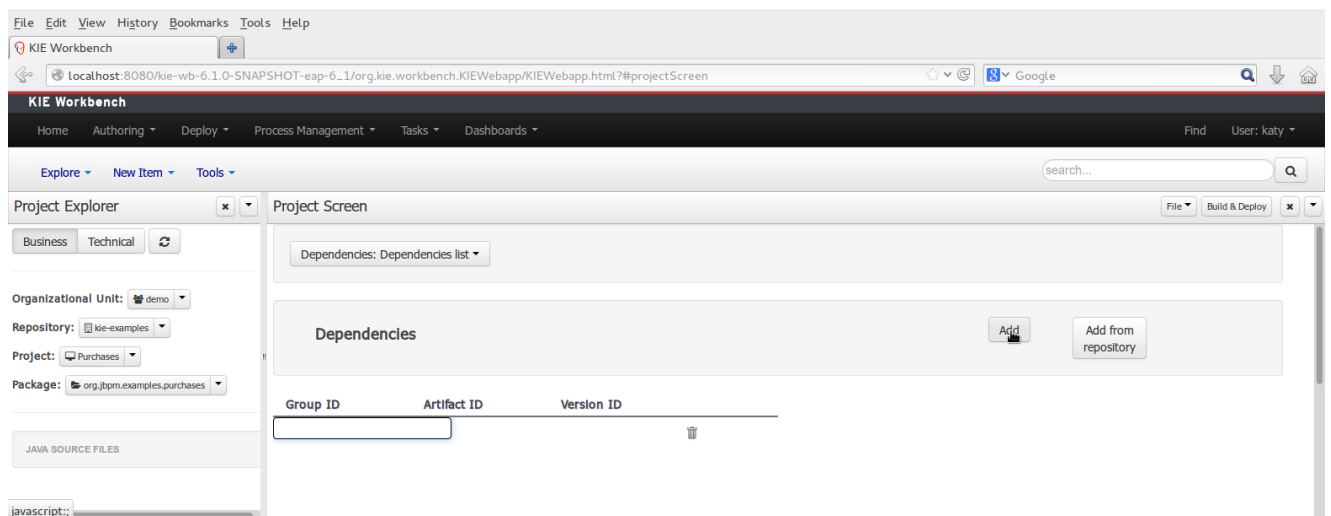 File Edit View History Bookmarks Tools Help
KIE Workbench
localhost:8080/kie-wb-6.1.0-SNAPSHOT-eap-6_1/org.kie.workbench.KIEWebapp/KIEWebapp.html?#projectScreen
Google
KIE Workbench
Home Authoring Deploy Process Management Tasks Dashboards Find User: katy
Explore New Item Tools search...
Project Explorer
Project Screen File Build & Deploy
Business Technical
Dependencies: Dependencies list
Organizational Unit: demo
Repository: kie-examples
Project: Purchases
Package: org.jbpm.examples.purchases
JAVA SOURCE FILES
Dependencies Add Add from
repository
Group ID Artifact ID Version ID
javascript:;